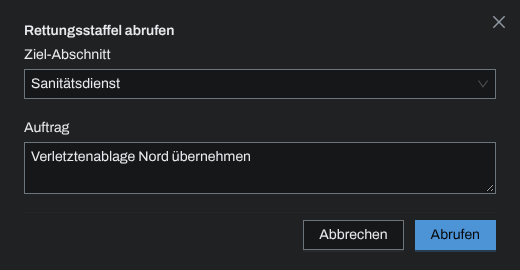 Rettungsstaffel abrufen
Ziel-Abschnitt
Sanitätsdienst
Auftrag
Verletztenablage Nord übernehmen
Abbrechen Abrufen